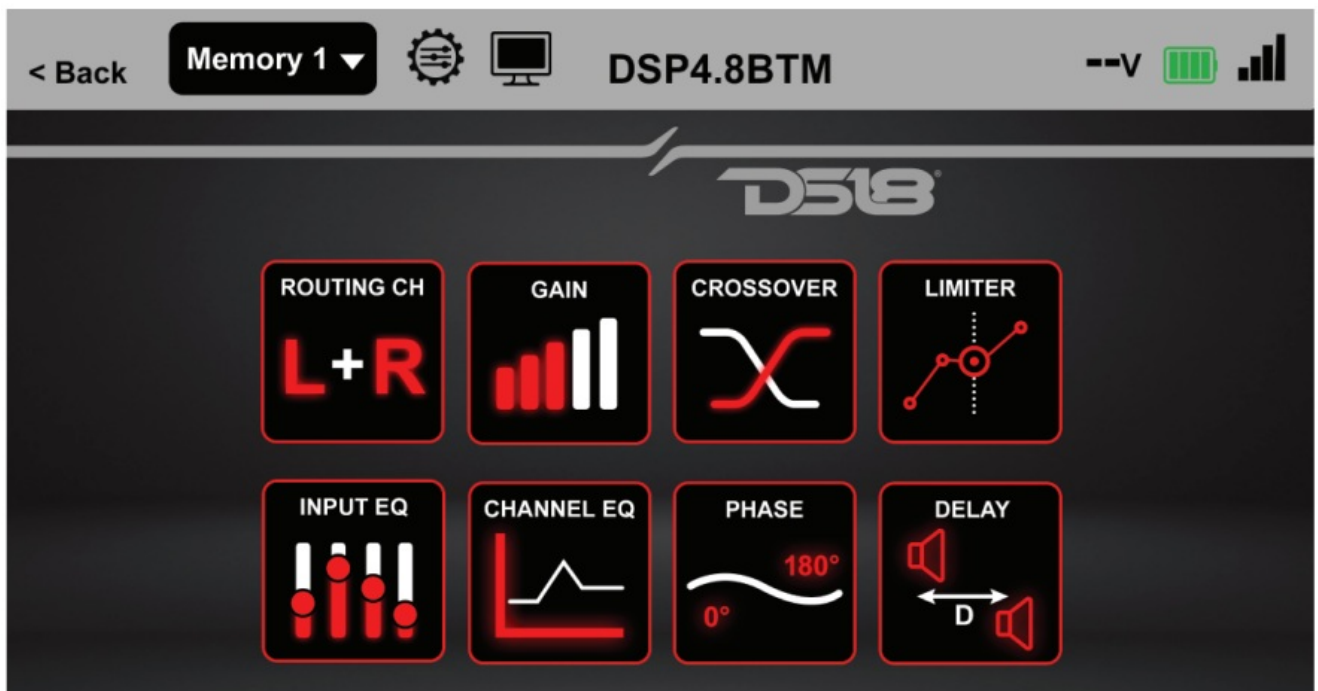 < Back
Memory 1
DSP4.8BTM
--V
DS18
ROUTING CH
L+R
GAIN
CROSSOVER
LIMITER
INPUT EQ
CHANNEL EQ
PHASE
180°
0°
DELAY
D